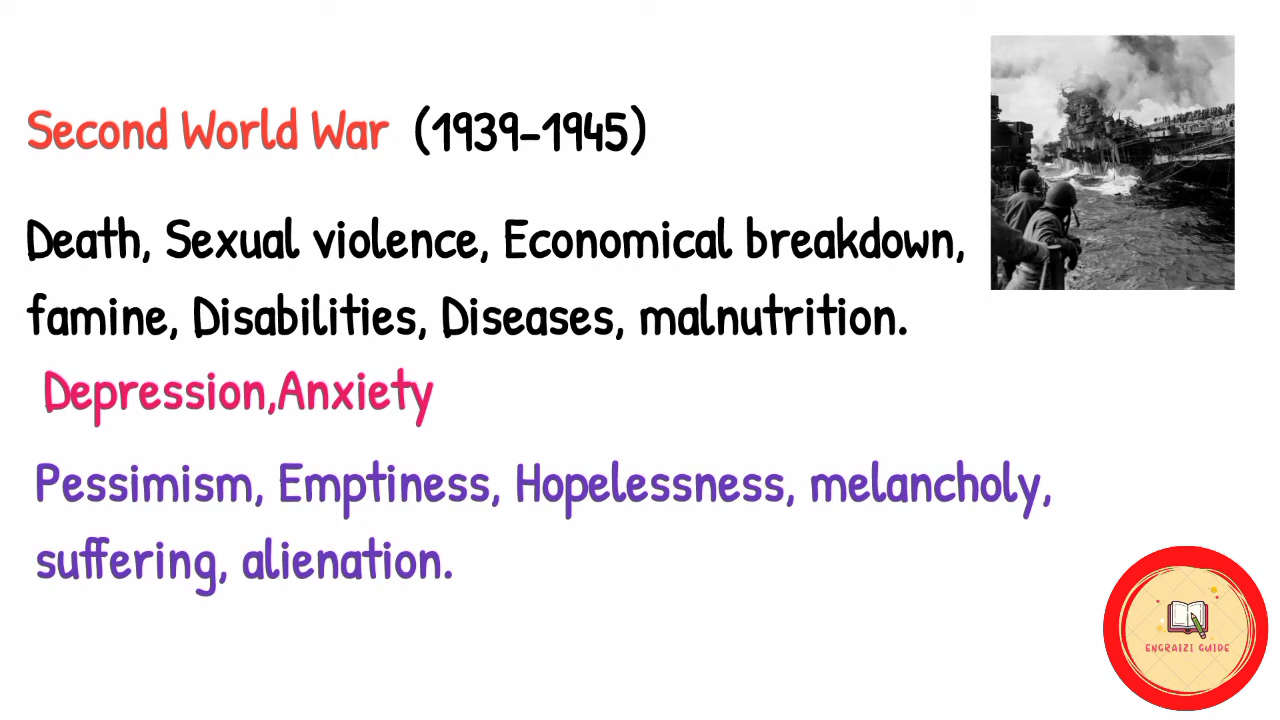 Second World War (1939-1945)
Death, Sexual violence, Economical breakdown,
famine, Disabilities, Diseases, malnutrition.
Depression,Anxiety
Pessimism, Emptiness, Hopelessness, melancholy,
suffering, alienation.
ENGRAIZI GUIDE